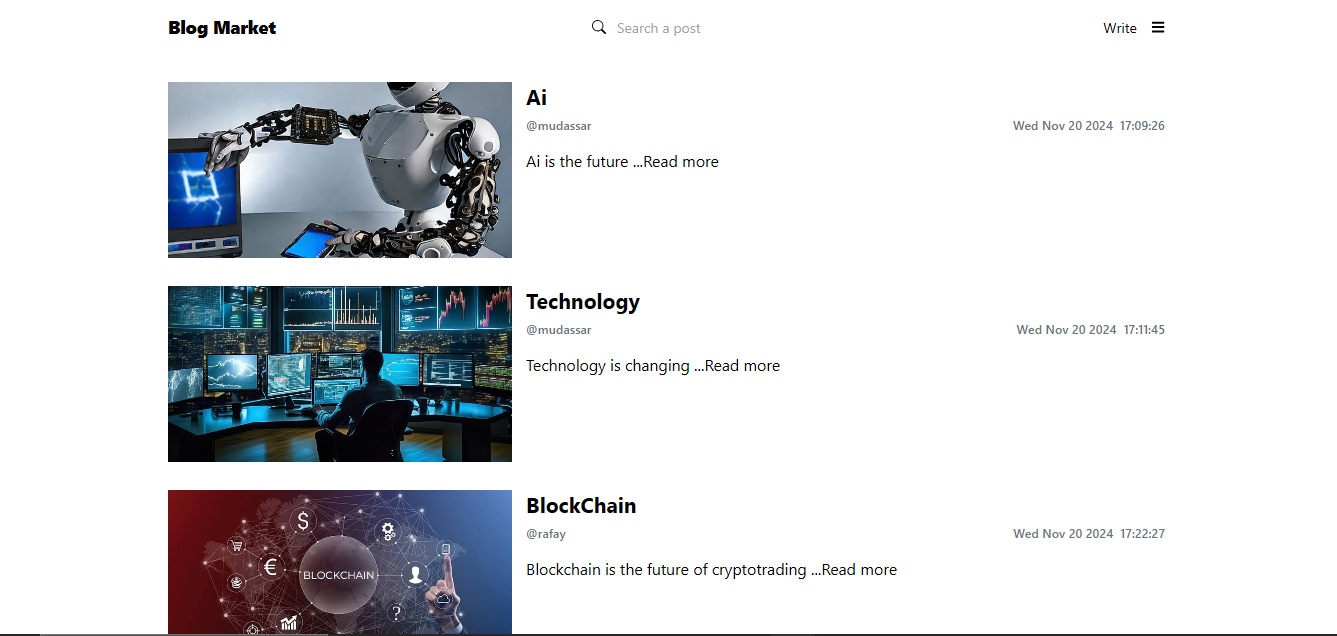 Blog Market Search a post Write
Ai
@mudassar Wed Nov 20 2024 17:09:26
Ai is the future ...Read more
Technology
@mudassar Wed Nov 20 2024 17:11:45
Technology is changing ...Read more
BlockChain
@rafay Wed Nov 20 2024 17:22:27
$
€
BLOCKCHAIN
Blockchain is the future of cryptotrading ...Read more
?